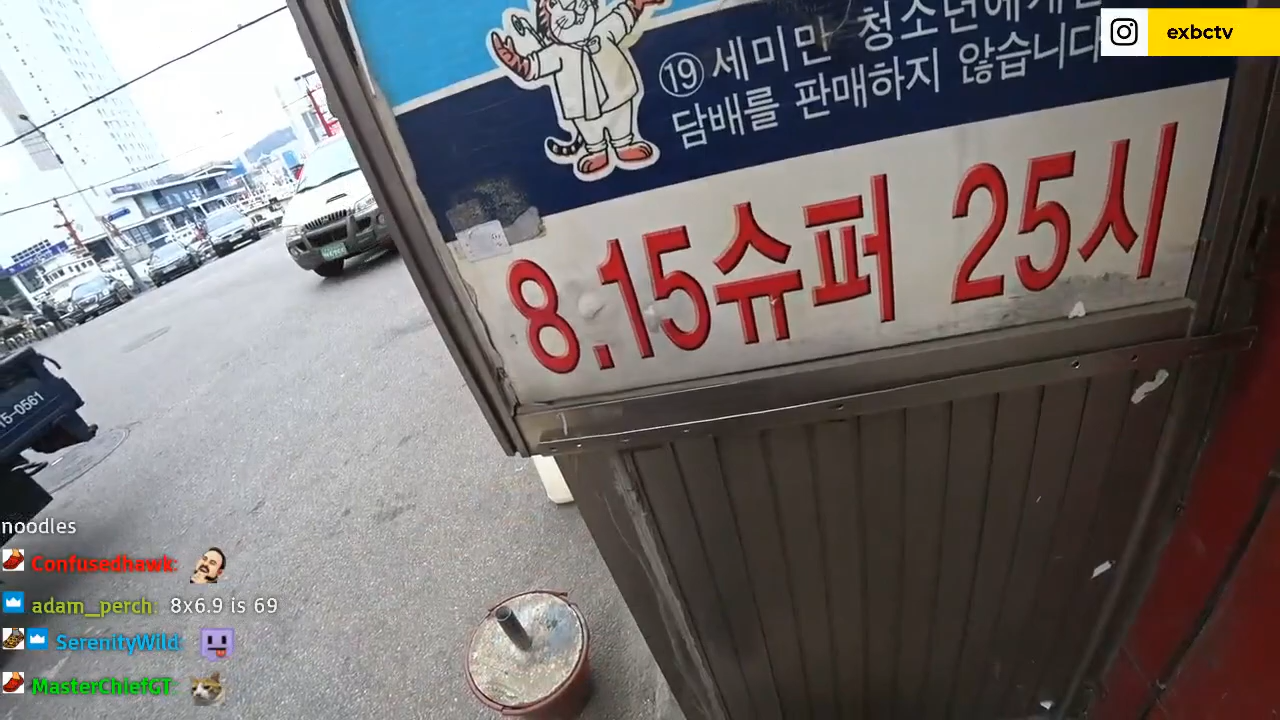 exbctv
⑲ 세미만 청소년에게는
담배를 판매하지 않습니다
8.15슈퍼 25시
15-0561
noodles
Confusedhawk:
adam_perch: 8x6.9 is 69
SerenityWild:
MasterChiefGT: